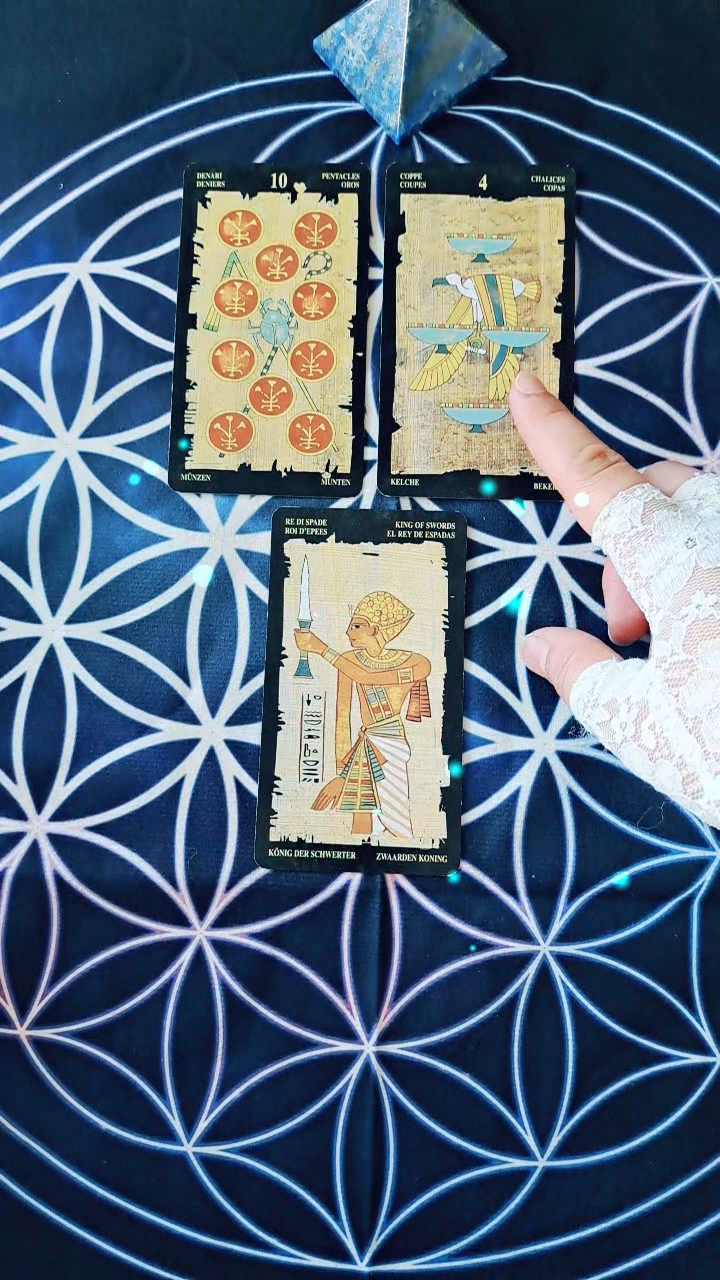 DENARI
DENIERS
10
PENTACLES
OROS
MÜNZEN
MUNTEN
COPPE
COUPES
4
CHALICES
COPAS
KELCHE
RE DI SPADE
ROI D'EPEES
KING OF SWORDS
EL REY DE ESPADAS
KÖNIG DER SCHWERTER
ZWAARDEN KONING